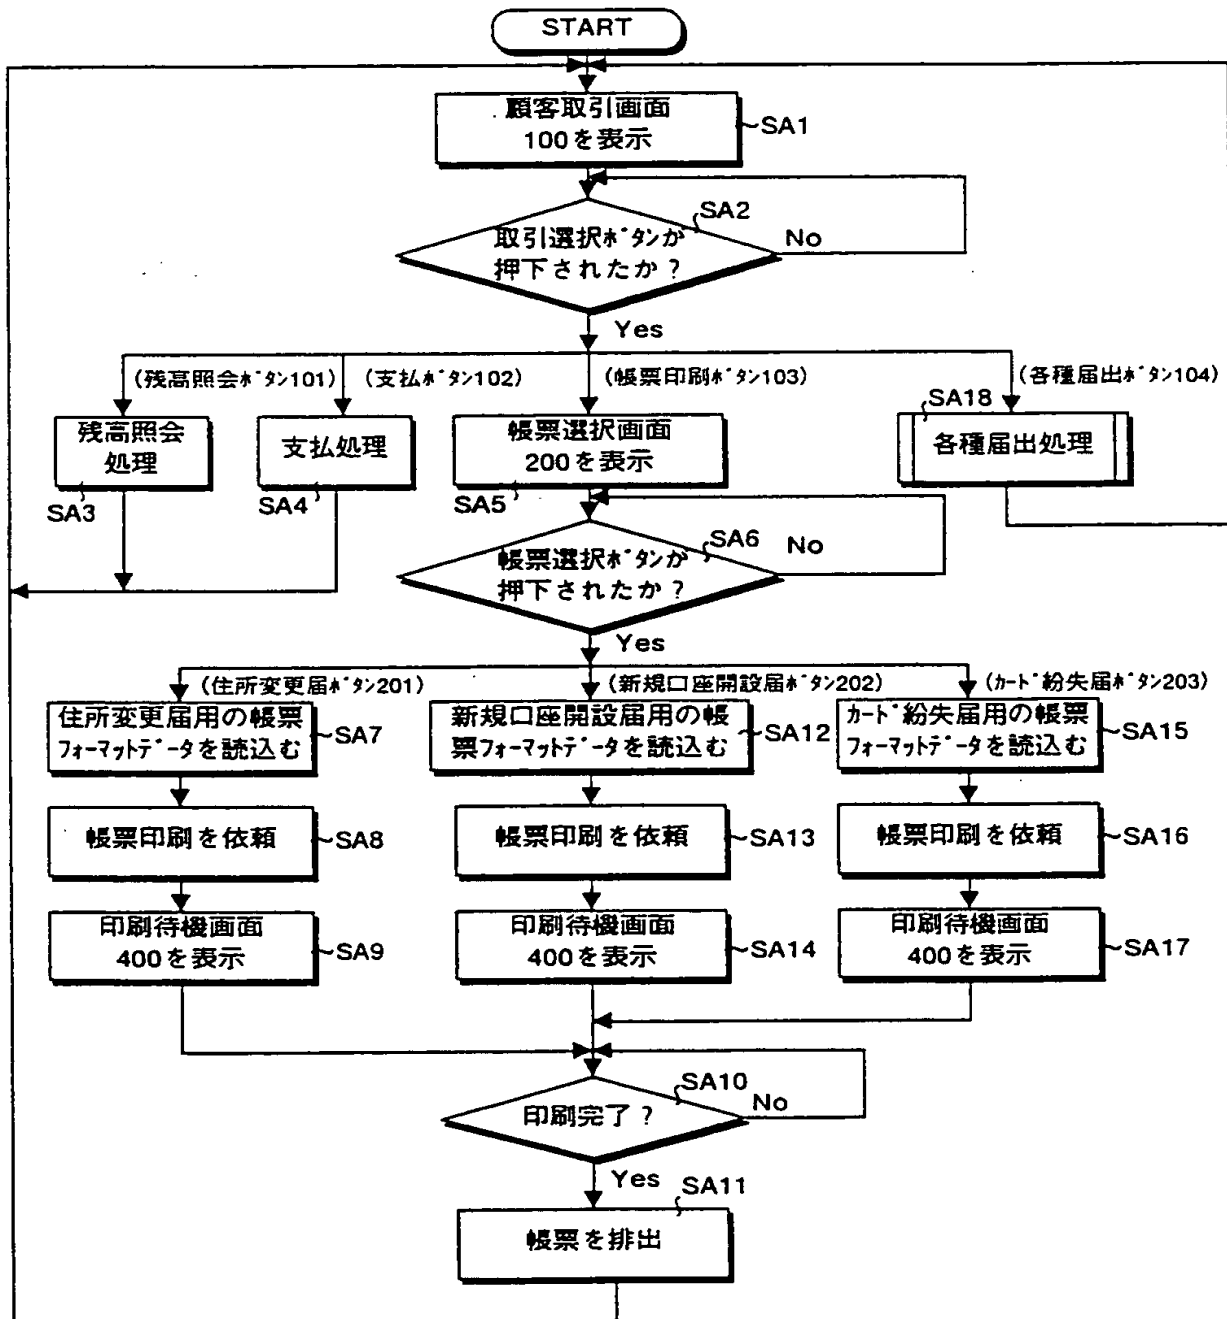 START
顧客取引画面
100を表示
SA1
SA2
取引選択ボタンが
押下されたか？
No
Yes
(残高照会ボタン101)
(支払ボタン102)
(帳票印刷ボタン103)
(各種届出ボタン104)
SA18
残高照会
処理
支払処理
帳票選択画面
200を表示
各種届出処理
SA3
SA4
SA5
SA6
帳票選択ボタンが
押下されたか？
No
Yes
(住所変更届ボタン201)
(新規口座開設届ボタン202)
(カード紛失届ボタン203)
住所変更届用の帳票
フォーマットデータを読込む
SA7
新規口座開設届用の帳
票フォーマットデータを読込む
SA12
カード紛失届用の帳票
フォーマットデータを読込む
SA15
帳票印刷を依頼
SA8
帳票印刷を依頼
SA13
帳票印刷を依頼
SA16
印刷待機画面
400を表示
SA9
印刷待機画面
400を表示
SA14
印刷待機画面
400を表示
SA17
SA10
印刷完了？
No
Yes
SA11
帳票を排出